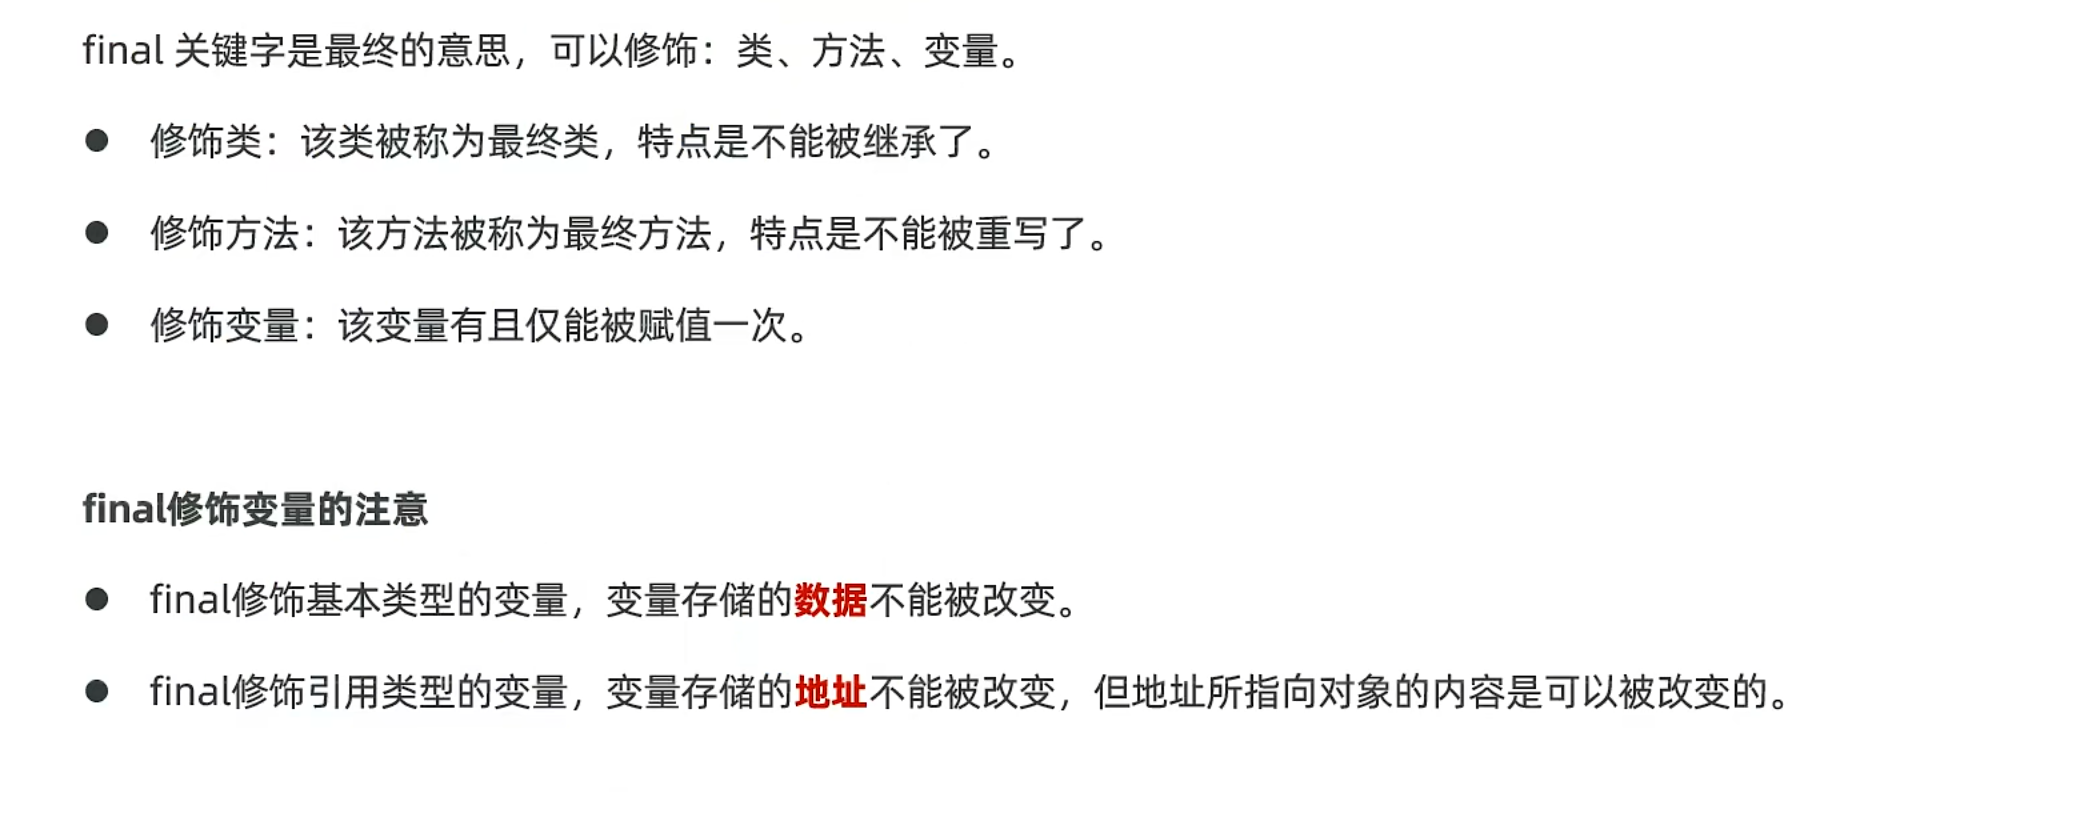 final 关键字是最终的意思，可以修饰：类、方法、变量。
● 修饰类：该类被称为最终类，特点是不能被继承了。
● 修饰方法：该方法被称为最终方法，特点是不能被重写了。
● 修饰变量：该变量有且仅能被赋值一次。
final修饰变量的注意
● final修饰基本类型的变量，变量存储的数据不能被改变。
● final修饰引用类型的变量，变量存储的地址不能被改变，但地址所指向对象的内容是可以被改变的。